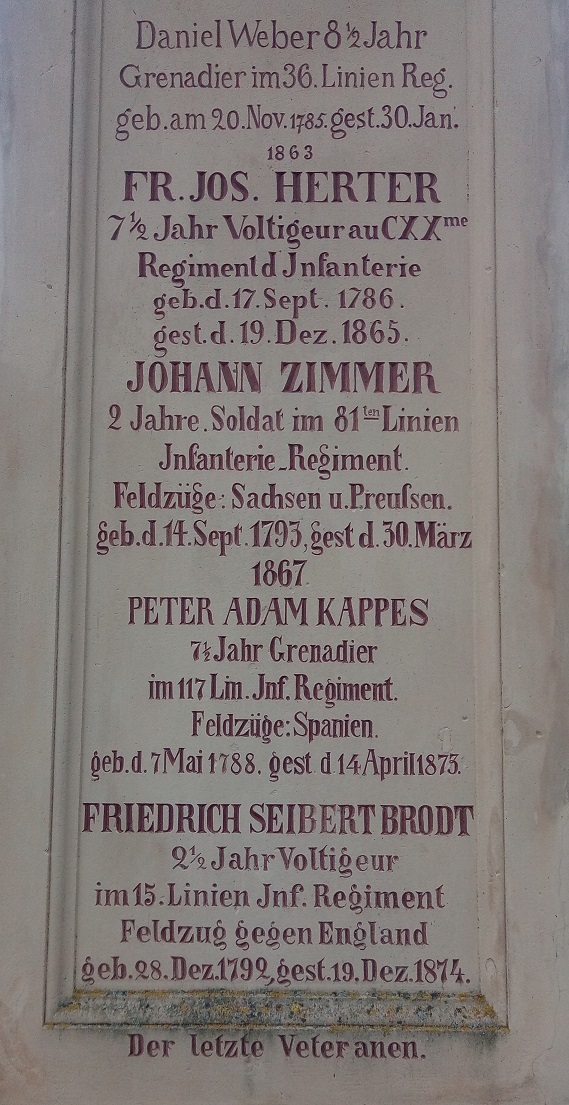 Daniel Weber 8½ Jahr
Grenadier im 36. Linien Reg.
geb. am 20. Nov. 1785. gest. 30. Jan.
1863
FR. JOS. HERTER
7½ Jahr Voltigeur au CXXme
Regiment d Jnfanterie
geb. d. 17. Sept. 1786.
gest. d. 19. Dez. 1865.
JOHANN ZIMMER
2 Jahre. Soldat im 81ten Linien
Jnfanterie-Regiment.
Feldzüge: Sachsen u. Preuſsen.
geb. d. 14. Sept. 1793, gest d. 30. März
1867.
PETER ADAM KAPPES
7½ Jahr Grenadier
im 117 Lin. Jnf. Regiment.
Feldzüge: Spanien.
geb. d. 7 Mai 1788. gest d 14 April 1873.
FRIEDRICH SEIBERT BRODT
2½ Jahr Voltigeur
im 15. Linien Jnf. Regiment
Feldzug gegen England
geb. 28. Dez. 1792, gest. 19. Dez. 1874.
Der letzte Veteranen.